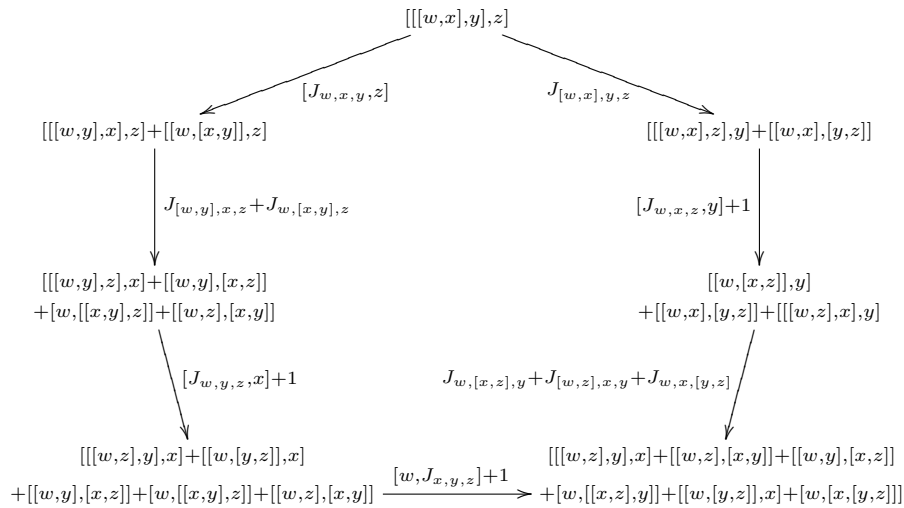 [[[w,x],y],z]
[J_{w,x,y},z]
J_{[w,x],y,z}
[[[w,y],x],z]+[[w,[x,y]],z]
[[[w,x],z],y]+[[w,x],[y,z]]
J_{[w,y],x,z}+J_{w,[x,y],z}
[J_{w,x,z},y]+1
[[[w,y],z],x]+[[w,y],[x,z]]
+[w,[[x,y],z]]+[[w,z],[x,y]]
[[w,[x,z]],y]
+[[w,x],[y,z]]+[[[w,z],x],y]
[J_{w,y,z},x]+1
J_{w,[x,z],y}+J_{[w,z],x,y}+J_{w,x,[y,z]}
[[[w,z],y],x]+[[w,[y,z]],x]
+[[w,y],[x,z]]+[w,[[x,y],z]]+[[w,z],[x,y]]
[w,J_{x,y,z}]+1
[[[w,z],y],x]+[[w,z],[x,y]]+[[w,y],[x,z]]
+[w,[[x,z],y]]+[[w,[y,z]],x]+[w,[x,[y,z]]]